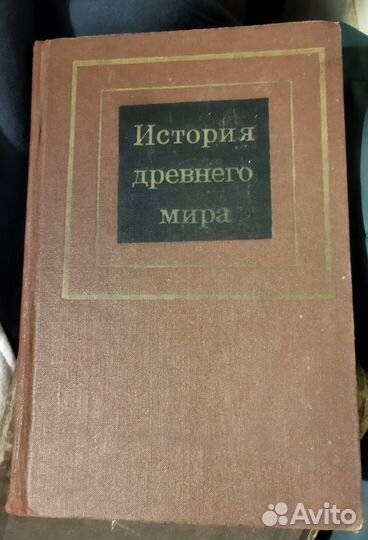 История
древнего
мира
Avito